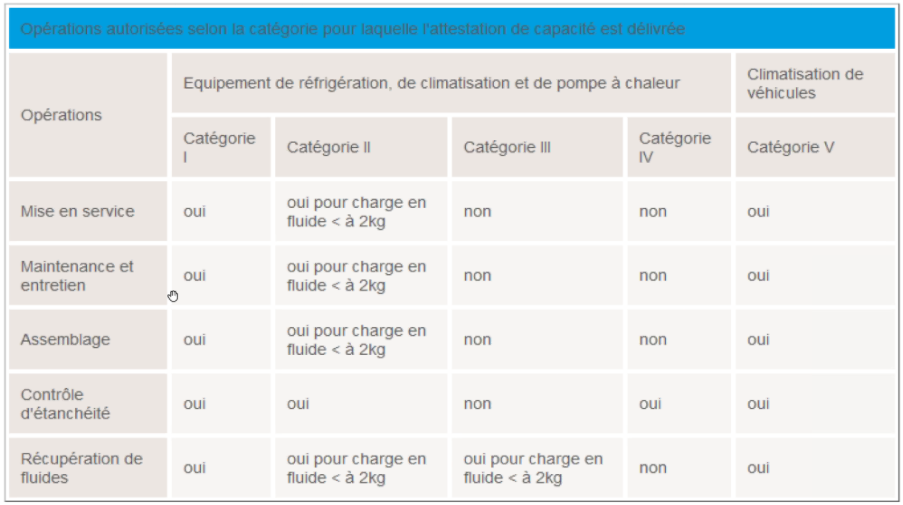 Opérations autorisées selon la catégorie pour laquelle l'attestation de capacité est délivrée
Opérations
Equipement de réfrigération, de climatisation et de pompe à chaleur
Climatisation de
véhicules
Catégorie
I
Catégorie II
Catégorie III
Catégorie
IV
Catégorie V
Mise en service
oui
oui pour charge en
fluide < à 2kg
non
non
oui
Maintenance et
entretien
oui
oui pour charge en
fluide < à 2kg
non
non
oui
Assemblage
oui
oui pour charge en
fluide < à 2kg
non
non
oui
Contrôle
d'étanchéité
oui
oui
non
oui
oui
Récupération de
fluides
oui
oui pour charge en
fluide < à 2kg
oui pour charge en
fluide < à 2kg
non
oui